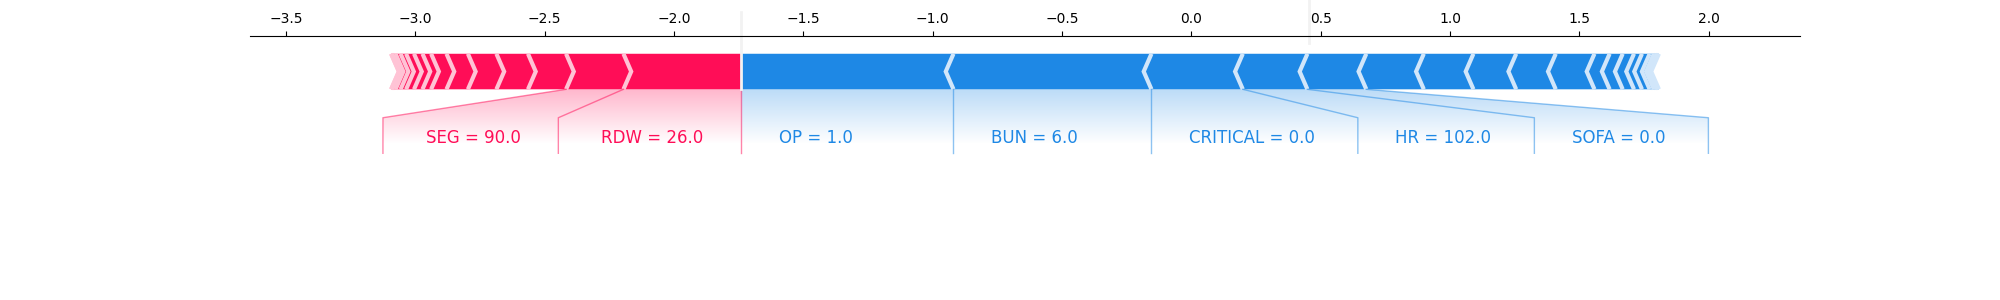 −3.5 −3.0 −2.5 −2.0 −1.5 −1.0 −0.5 0.0 0.5 1.0 1.5 2.0
SEG = 90.0 RDW = 26.0 OP = 1.0 BUN = 6.0 CRITICAL = 0.0 HR = 102.0 SOFA = 0.0